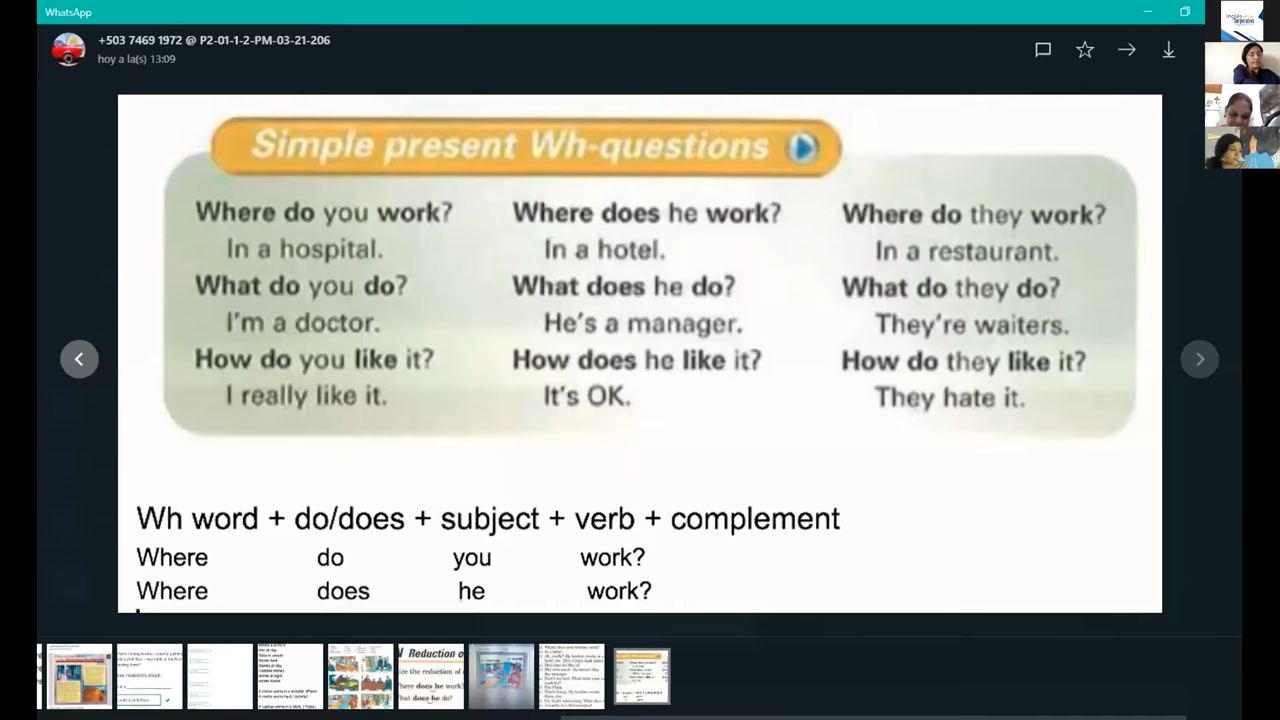 WhatsApp
+503 7469 1972 @ P2-01-1-2-PM-03-21-206
hoy a la(s) 13:09
Simple present Wh-questions
Where do you work? Where does he work? Where do they work?
In a hospital. In a hotel. In a restaurant.
What do you do? What does he do? What do they do?
I'm a doctor. He's a manager. They're waiters.
How do you like it? How does he like it? How do they like it?
I really like it. It's OK. They hate it.
Wh word + do/does + subject + verb + complement
Where do you work?
Where does he work?
Inglés
Corporativo
Reduction o